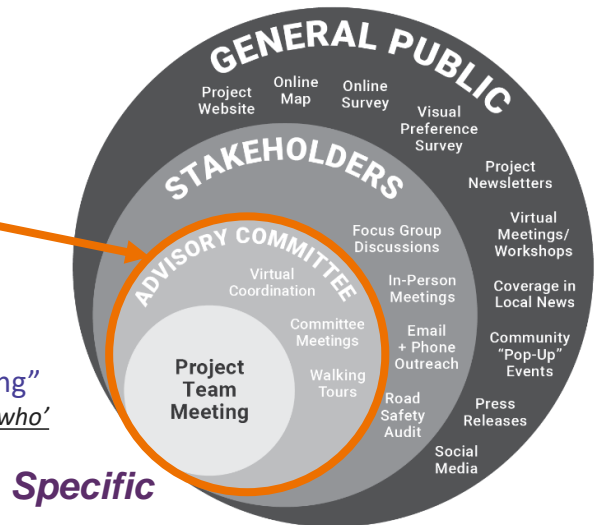 GENERAL PUBLIC
Project
Website
Online
Map
Online
Survey
Visual
Preference
Survey
Project
Newsletters
Virtual
Meetings/
Workshops
Coverage in
Local News
Community
“Pop-Up”
Events
Press
Releases
Social
Media
STAKEHOLDERS
Focus Group
Discussions
In-Person
Meetings
Email
+ Phone
Outreach
Road
Safety
Audit
ADVISORY COMMITTEE
Virtual
Coordination
Committee
Meetings
Walking
Tours
Project
Team
Meeting
ng”
who’
Specific